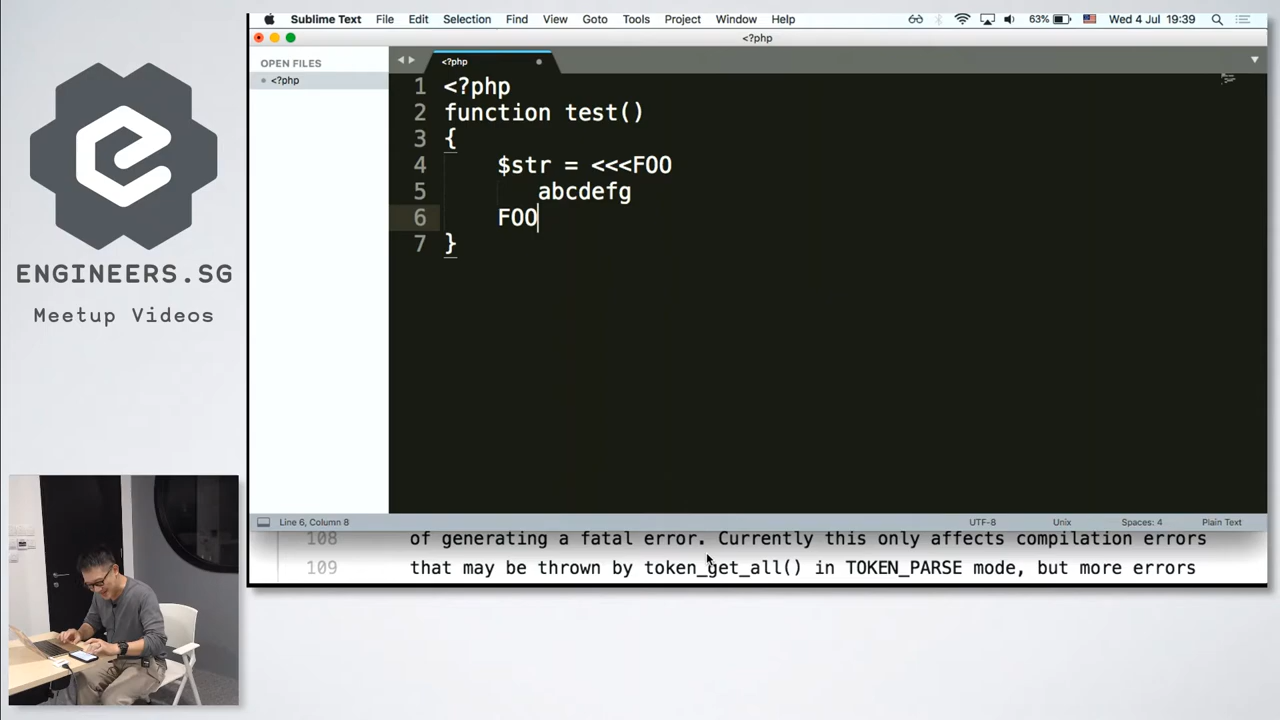 Sublime Text File Edit Selection Find View Goto Tools Project Window Help 63% Wed 4 Jul 19:39
<?php
OPEN FILES
<?php
<?php
1 <?php
2 function test()
3 {
4 $str = <<<FOO
5 abcdefg
6 FOO
7 }
Line 6, Column 8 UTF-8 Unix Spaces: 4 Plain Text
108 of generating a fatal error. Currently this only affects compilation errors
109 that may be thrown by token_get_all() in TOKEN_PARSE mode, but more errors
ENGINEERS.SG
Meetup Videos